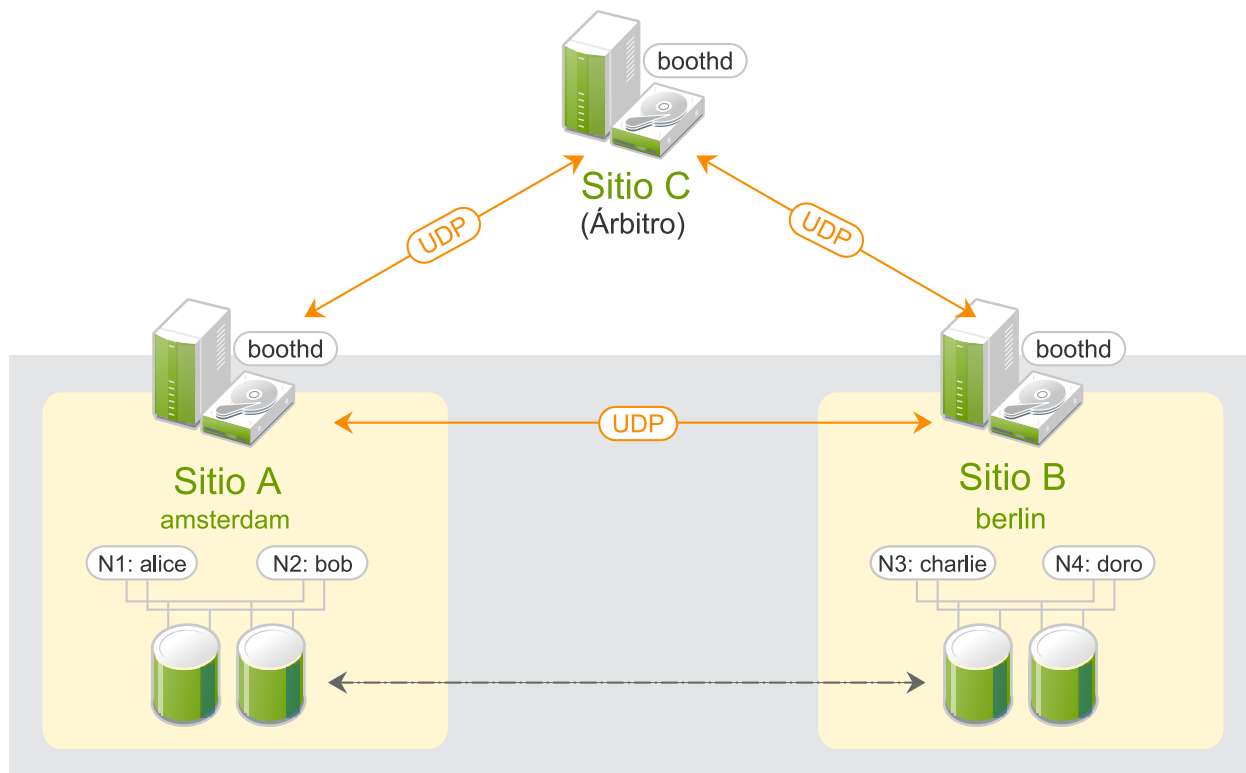 boothd
Sitio C
(Árbitro)
UDP
UDP
boothd
boothd
UDP
Sitio A
amsterdam
Sitio B
berlin
N1: alice
N2: bob
N3: charlie
N4: doro